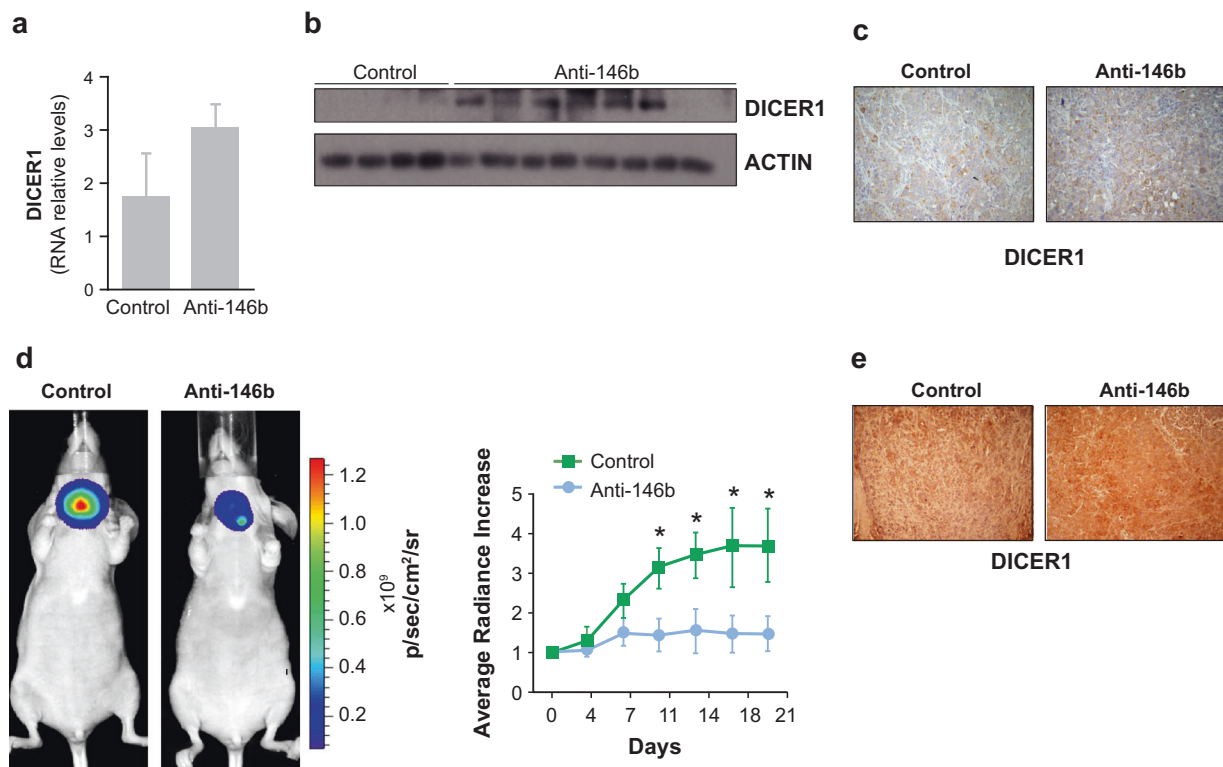 a
4
3
2
1
0
DICER1
(RNA relative levels)
Control
Anti-146b
b
Control
Anti-146b
DICER1
ACTIN
c
Control
Anti-146b
DICER1
d
Control
Anti-146b
1.2
1.0
0.8
0.6
0.4
0.2
x10⁹
p/sec/cm²/sr
Control
Anti-146b
Average Radiance Increase
5
4
3
2
1
0
* * * *
0 4 7 11 14 18 21
Days
e
Control
Anti-146b
DICER1